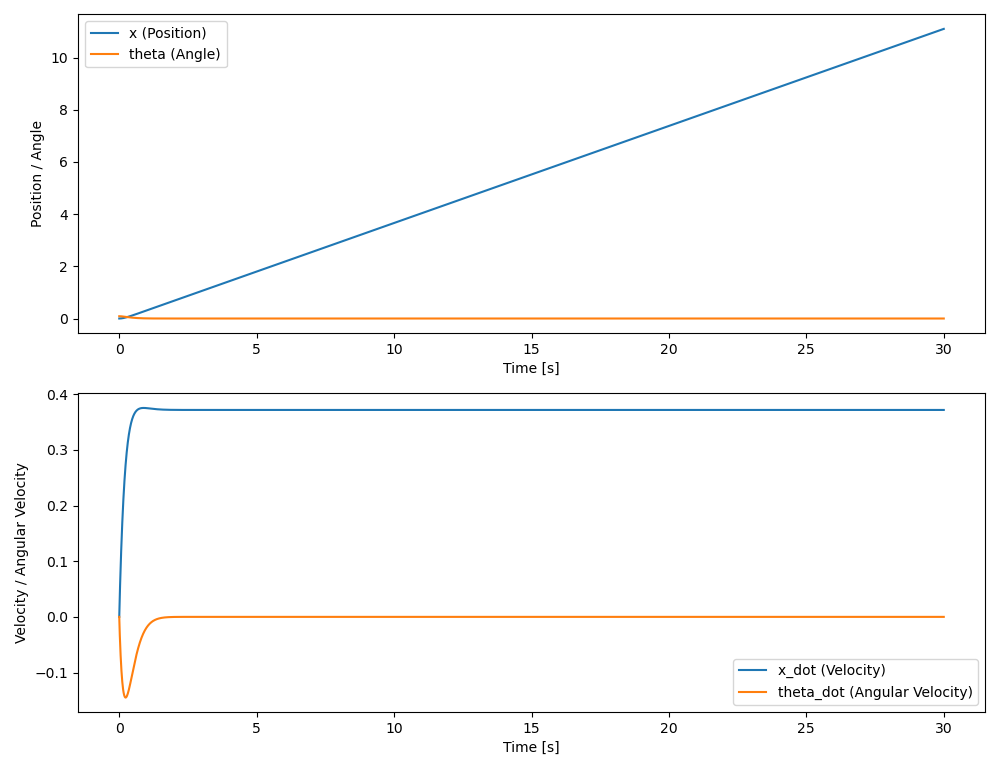 x (Position)
theta (Angle)
Position / Angle
10
8
6
4
2
0
0 5 10 15 20 25 30
Time [s]
Velocity / Angular Velocity
0.4
0.3
0.2
0.1
0.0
−0.1
x_dot (Velocity)
theta_dot (Angular Velocity)
0 5 10 15 20 25 30
Time [s]